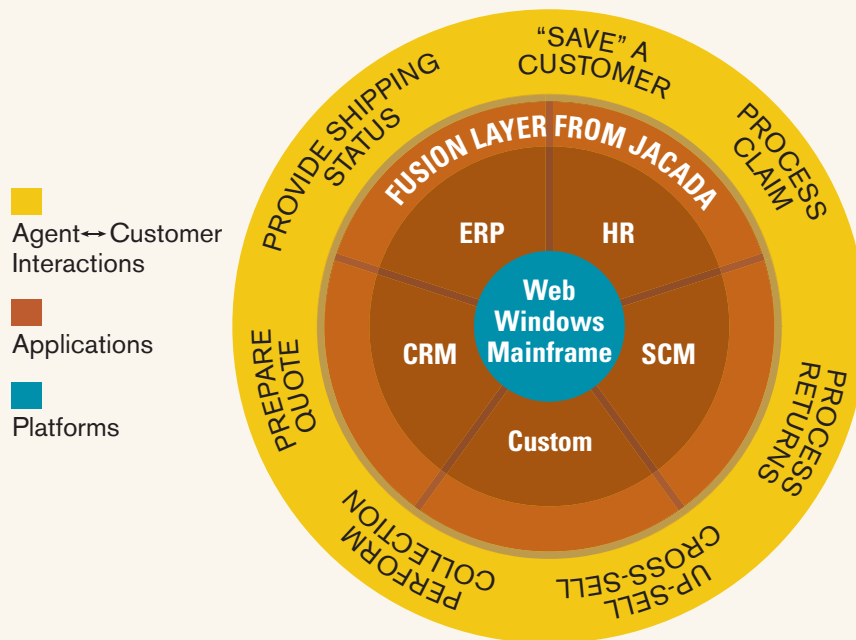 "SAVE" A
CUSTOMER
PROCESS
CLAIM
PROCESS
RETURNS
UP-SELL
CROSS-SELL
PERFORM
COLLECTION
PREPARE
QUOTE
PROVIDE SHIPPING
STATUS
FUSION LAYER FROM JACADA
ERP
HR
CRM
SCM
Custom
Web
Windows
Mainframe
Agent↔Customer
Interactions
Applications
Platforms